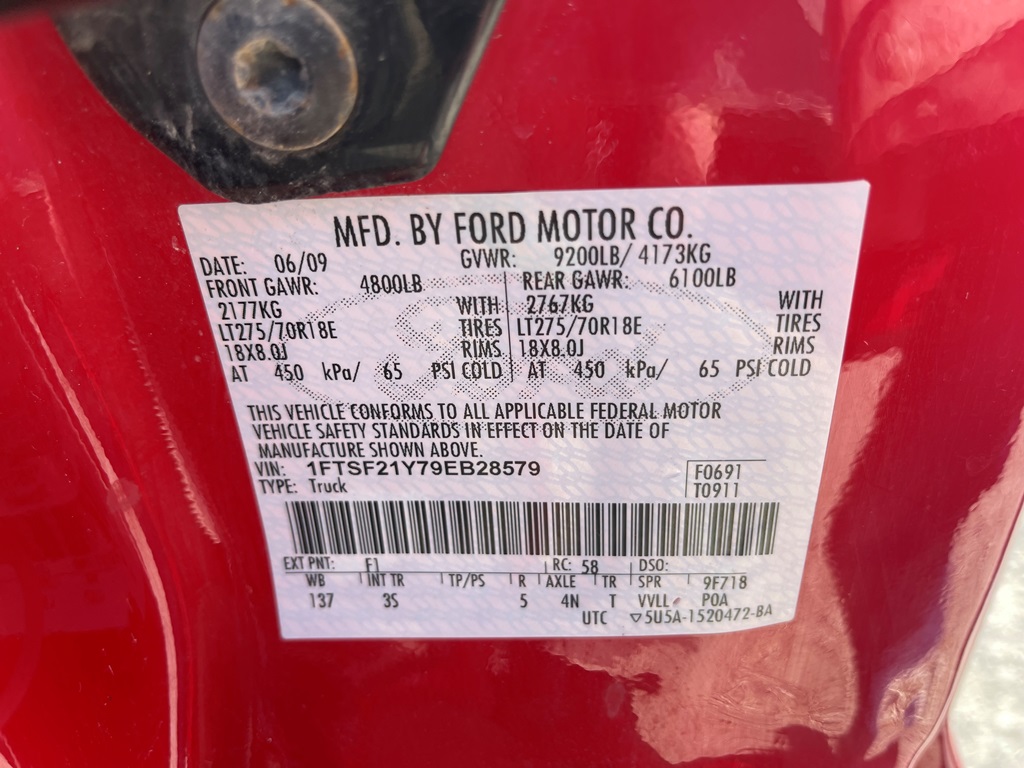 MFD. BY FORD MOTOR CO.
DATE: 06/09 GVWR: 9200LB/ 4173KG
FRONT GAWR: 4800LB REAR GAWR: 6100LB
2177KG WITH 2767KG WITH
LT275/70R18E TIRES LT275/70R18E TIRES
18X8.0J RIMS 18X8.0J RIMS
AT 450 kPa/ 65 PSI COLD AT 450 kPa/ 65 PSI COLD
THIS VEHICLE CONFORMS TO ALL APPLICABLE FEDERAL MOTOR
VEHICLE SAFETY STANDARDS IN EFFECT ON THE DATE OF
MANUFACTURE SHOWN ABOVE.
VIN: 1FTSF21Y79EB28579 F0691
TYPE: Truck T0911
EXT PNT: F1 RC: 58 DSO:
WB INT TR TP/PS R AXLE TR SPR 9F718
137 3S 5 4N T VVLL POA
UTC ▽5U5A-1520472-BA